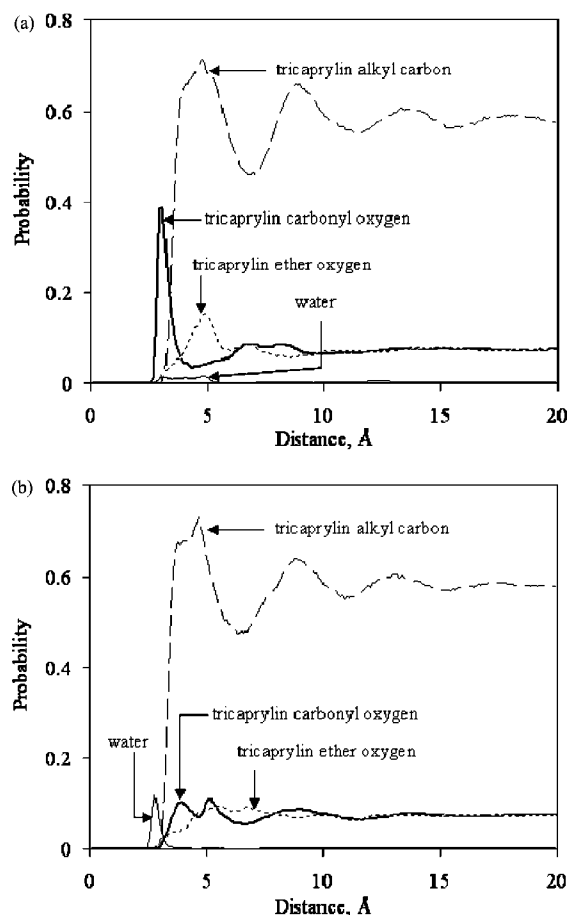 (a)
0.8
0.6
0.4
0.2
0
Probability
tricaprylin alkyl carbon
tricaprylin carbonyl oxygen
tricaprylin ether oxygen
water
0 5 10 15 20
Distance, Å
(b)
0.8
0.6
0.4
0.2
0
Probability
tricaprylin alkyl carbon
tricaprylin carbonyl oxygen
water
tricaprylin ether oxygen
0 5 10 15 20
Distance, Å